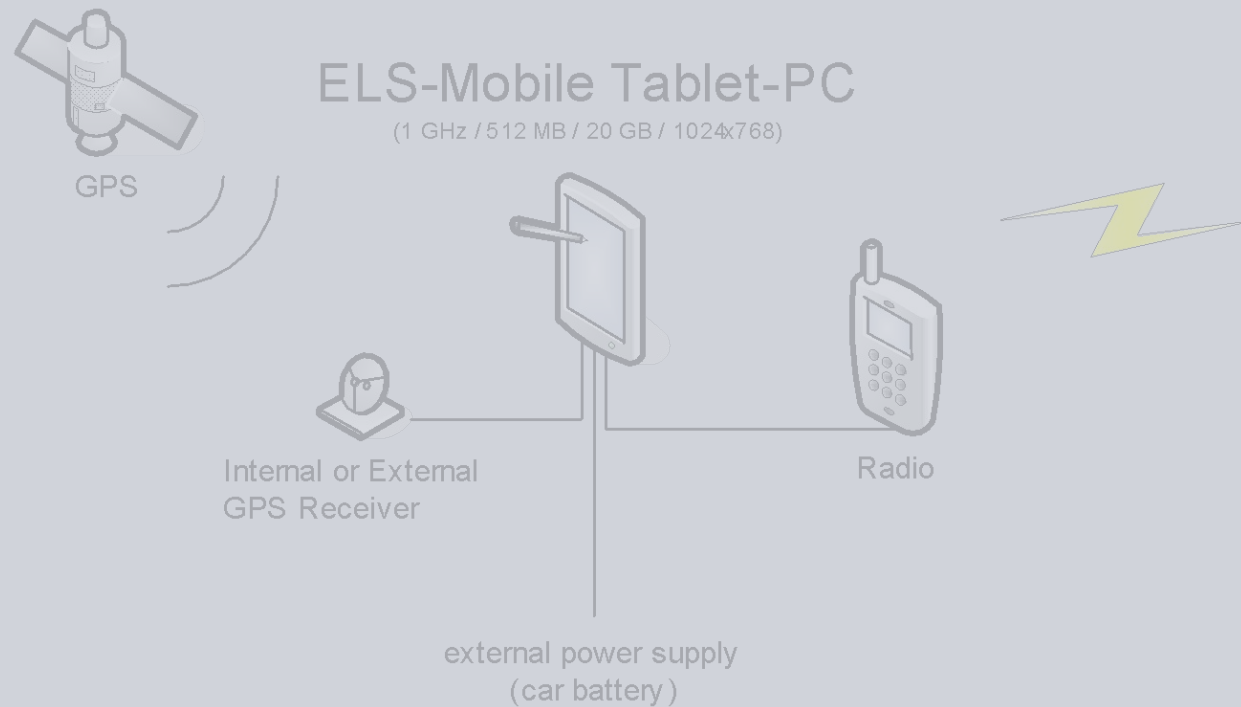 ELS-Mobile Tablet-PC
(1 GHz / 512 MB / 20 GB / 1024x768)
GPS
Internal or External
GPS Receiver
Radio
external power supply
(car battery)